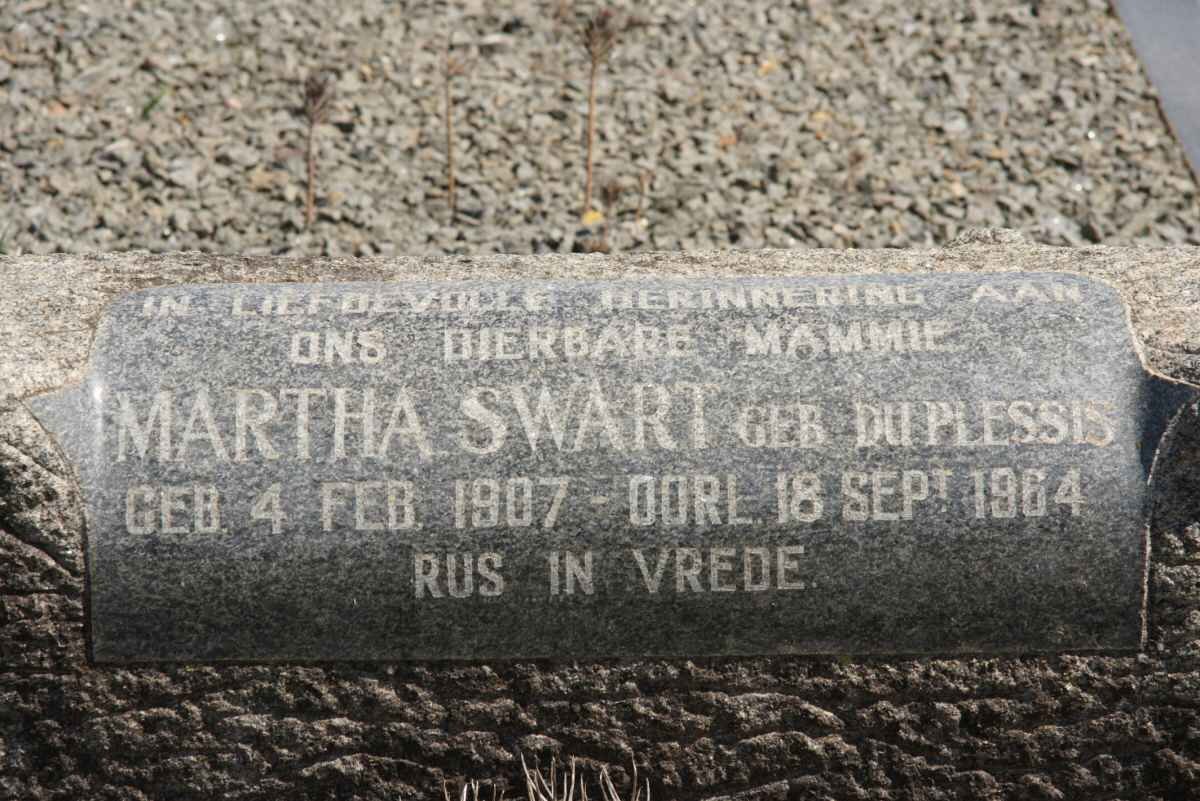 IN LIEFDEVOLLE HERINNERING AAN
ONS DIERBARE MAMMIE
MARTHA SWART GEB DU PLESSIS
GEB. 4 FEB. 1907 - OORL. 18 SEPT. 1964
RUS IN VREDE.